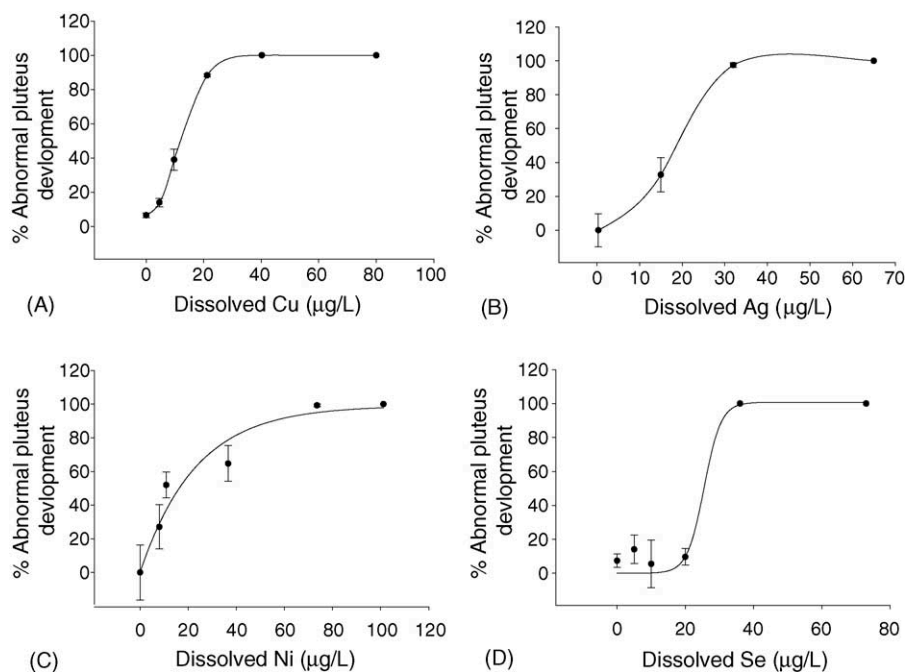 120
100
80
60
40
20
0
% Abnormal pluteus
devlopment
0 20 40 60 80 100
(A) Dissolved Cu (μg/L)
120
100
80
60
40
20
0
% Abnormal pluteus
devlopment
0 10 20 30 40 50 60 70
(B) Dissolved Ag (μg/L)
120
100
80
60
40
20
0
% Abnormal pluteus
devlopment
0 20 40 60 80 100 120
(C) Dissolved Ni (μg/L)
120
100
80
60
40
20
0
% Abnormal pluteus
devlopment
0 20 40 60 80
(D) Dissolved Se (μg/L)